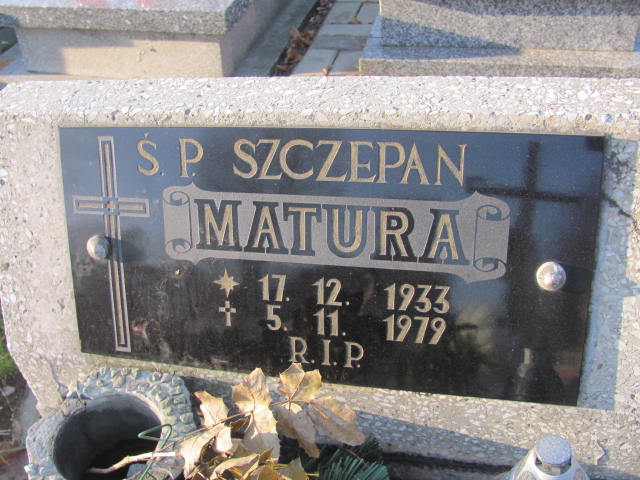 Ś. P. SZCZEPAN
MATURA
17. 12. 1933
5. 11. 1979
R.I.P.